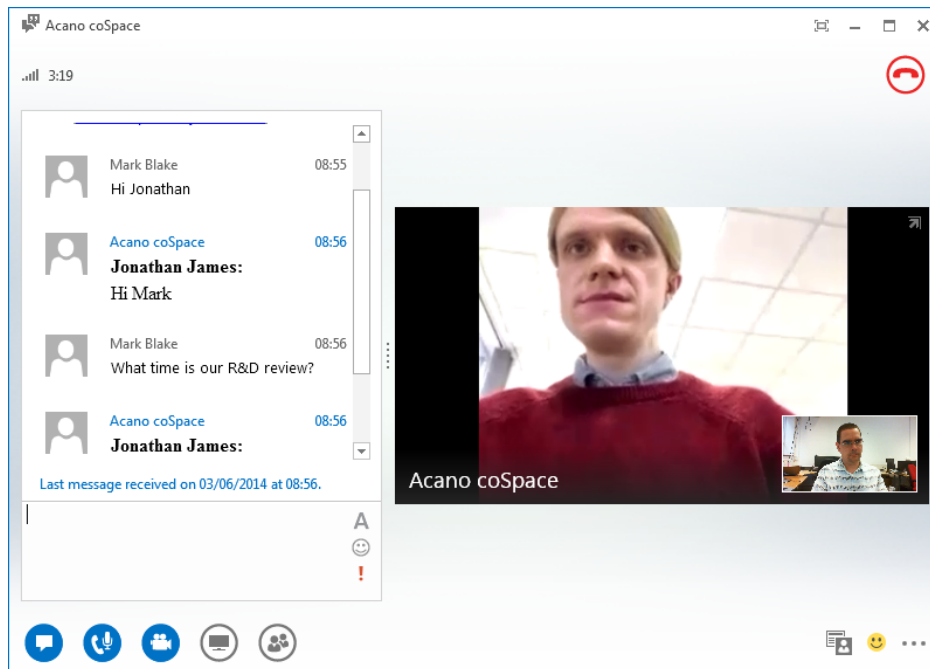 Acano coSpace
3:19
Mark Blake 08:55
Hi Jonathan
Acano coSpace 08:56
Jonathan James:
Hi Mark
Mark Blake 08:56
What time is our R&D review?
Acano coSpace 08:56
Jonathan James:
Last message received on 03/06/2014 at 08:56.
A
!
Acano coSpace